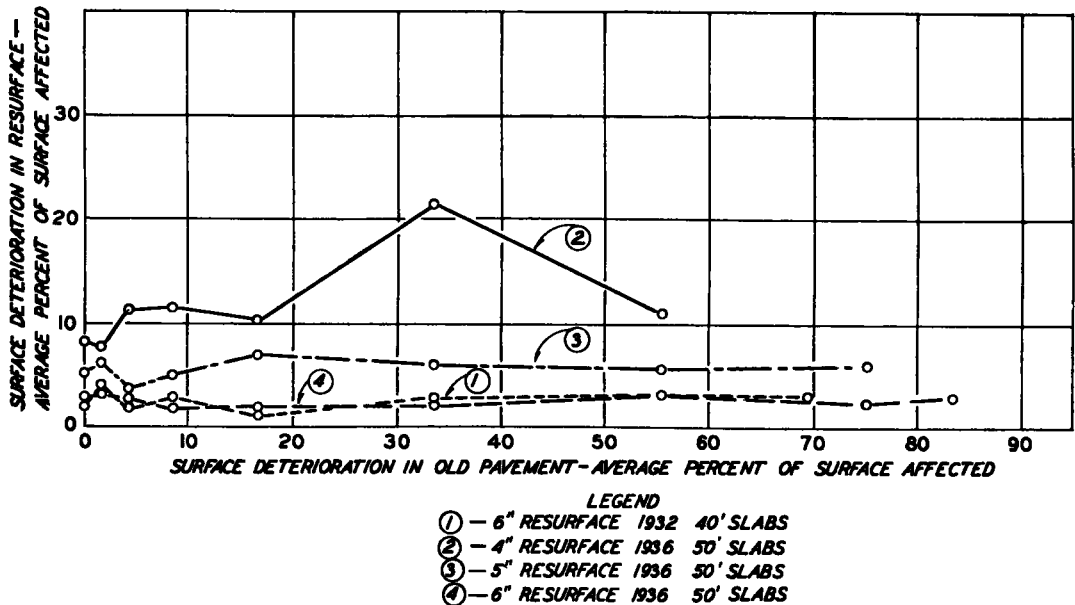 SURFACE DETERIORATION IN RESURFACE—
AVERAGE PERCENT OF SURFACE AFFECTED
30
20
10
0
②
③
④
①
0 10 20 30 40 50 60 70 80 90
SURFACE DETERIORATION IN OLD PAVEMENT—AVERAGE PERCENT OF SURFACE AFFECTED
LEGEND
① — 6" RESURFACE 1932 40' SLABS
② — 4" RESURFACE 1936 50' SLABS
③ — 5" RESURFACE 1936 50' SLABS
④ — 6" RESURFACE 1936 50' SLABS